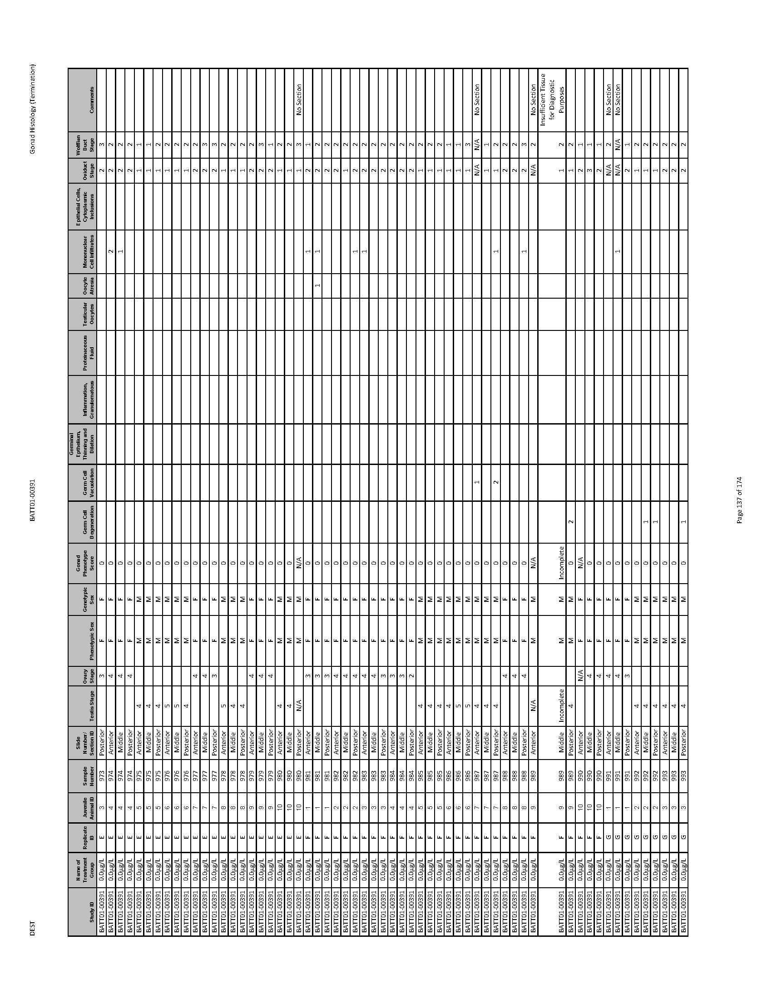 DEST BATT01-00391 Gonad Histology (Termination)
Study ID Name of Treatment Group Replicate ID Juvenile Animal ID Sample Number Slide Number/ Section ID Testis Stage Ovary Stage Phenotypic Sex Genotypic Sex Gonad Phenotype Score Germ Cell Degeneration Germ Cell Vacuolation Germinal Epthelium, Thinning and Dilation Inflammation, Granulomatous Proteinaceous Fluid Testicular Oocytes Oocyte Atresia Mononuclear Cell Infiltrates Epithelial Cells, Cytoplasmic Inclusions Oviduct Stage Wolffian Duct Stage Comments
BATT01-00391 0.0µg/L E 3 973 Posterior 3 F F 0 2 3
BATT01-00391 0.0µg/L E 4 974 Anterior 4 F F 0 2 2 2
BATT01-00391 0.0µg/L E 4 974 Middle 4 F F 0 1 2 2
BATT01-00391 0.0µg/L E 4 974 Posterior 4 F F 0 2 2
BATT01-00391 0.0µg/L E 5 975 Anterior 4 M M 0 1 1
BATT01-00391 0.0µg/L E 5 975 Middle 4 M M 0 1 1
BATT01-00391 0.0µg/L E 5 975 Posterior 4 M M 0 1 2
BATT01-00391 0.0µg/L E 6 976 Anterior 5 M M 0 1 2
BATT01-00391 0.0µg/L E 6 976 Middle 5 M M 0 1 2
BATT01-00391 0.0µg/L E 6 976 Posterior 4 M M 0 1 2
BATT01-00391 0.0µg/L E 7 977 Anterior 4 F F 0 2 2
BATT01-00391 0.0µg/L E 7 977 Middle 4 F F 0 2 3
BATT01-00391 0.0µg/L E 7 977 Posterior 3 F F 0 2 3
BATT01-00391 0.0µg/L E 8 978 Anterior 5 M M 0 1 2
BATT01-00391 0.0µg/L E 8 978 Middle 4 M M 0 1 2
BATT01-00391 0.0µg/L E 8 978 Posterior 4 M M 0 1 2
BATT01-00391 0.0µg/L E 9 979 Anterior 4 F F 0 2 2
BATT01-00391 0.0µg/L E 9 979 Middle 4 F F 0 2 3
BATT01-00391 0.0µg/L E 9 979 Posterior 4 F F 0 2 1
BATT01-00391 0.0µg/L E 10 980 Anterior 4 M M 0 1 2
BATT01-00391 0.0µg/L E 10 980 Middle 4 M M 0 1 2
BATT01-00391 0.0µg/L E 10 980 Posterior N/A M M N/A 1 3 No Section
BATT01-00391 0.0µg/L F 1 981 Anterior 3 F F 0 1 2 1
BATT01-00391 0.0µg/L F 1 981 Middle 3 F F 0 1 1 2 2
BATT01-00391 0.0µg/L F 1 981 Posterior 3 F F 0 2 2
BATT01-00391 0.0µg/L F 2 982 Anterior 4 F F 0 2 2
BATT01-00391 0.0µg/L F 2 982 Middle 4 F F 0 1 2
BATT01-00391 0.0µg/L F 2 982 Posterior 4 F F 0 1 2 2
BATT01-00391 0.0µg/L F 3 983 Anterior 4 F F 0 1 2 2
BATT01-00391 0.0µg/L F 3 983 Middle 4 F F 0 2 2
BATT01-00391 0.0µg/L F 3 983 Posterior 3 F F 0 2 2
BATT01-00391 0.0µg/L F 4 984 Anterior 3 F F 0 2 2
BATT01-00391 0.0µg/L F 4 984 Middle 3 F F 0 2 2
BATT01-00391 0.0µg/L F 4 984 Posterior 2 F F 0 2 2
BATT01-00391 0.0µg/L F 5 985 Anterior 4 M M 0 1 2
BATT01-00391 0.0µg/L F 5 985 Middle 4 M M 0 1 2
BATT01-00391 0.0µg/L F 5 985 Posterior 4 M M 0 1 2
BATT01-00391 0.0µg/L F 6 986 Anterior 4 M M 0 1 1
BATT01-00391 0.0µg/L F 6 986 Middle 5 M M 0 1 1
BATT01-00391 0.0µg/L F 6 986 Posterior 5 M M 0 1 3
BATT01-00391 0.0µg/L F 7 987 Anterior 4 M M 0 1 N/A N/A No Section
BATT01-00391 0.0µg/L F 7 987 Middle 4 M M 0 1 1
BATT01-00391 0.0µg/L F 7 987 Posterior 4 M M 0 2 1 1 2
BATT01-00391 0.0µg/L F 8 988 Anterior 4 F F 0 2 2
BATT01-00391 0.0µg/L F 8 988 Middle 4 F F 0 2 2
BATT01-00391 0.0µg/L F 8 988 Posterior 4 F F 0 1 2 3
BATT01-00391 0.0µg/L F 9 989 Anterior N/A M M N/A N/A 2 No Section
BATT01-00391 0.0µg/L F 9 989 Middle Incomplete M M Incomplete 1 2 Insufficient Tissue for Diagnostic Purposes
BATT01-00391 0.0µg/L F 9 989 Posterior 4 M M 0 2 1 2
BATT01-00391 0.0µg/L F 10 990 Anterior N/A F F N/A 2 1
BATT01-00391 0.0µg/L F 10 990 Middle 4 F F 0 3 1
BATT01-00391 0.0µg/L F 10 990 Posterior 4 F F 0 2 1
BATT01-00391 0.0µg/L G 1 991 Anterior 4 F F 0 N/A 2 No Section
BATT01-00391 0.0µg/L G 1 991 Middle 4 F F 0 1 N/A N/A No Section
BATT01-00391 0.0µg/L G 1 991 Posterior 3 F F 0 2 1
BATT01-00391 0.0µg/L G 2 992 Anterior 4 M M 0 1 2
BATT01-00391 0.0µg/L G 2 992 Middle 4 M M 0 1 1 2
BATT01-00391 0.0µg/L G 2 992 Posterior 4 M M 0 1 1 2
BATT01-00391 0.0µg/L G 3 993 Anterior 4 M M 0 2 2
BATT01-00391 0.0µg/L G 3 993 Middle 4 M M 0 2 2
BATT01-00391 0.0µg/L G 3 993 Posterior 4 M M 0 1 2 2
Page 137 of 174